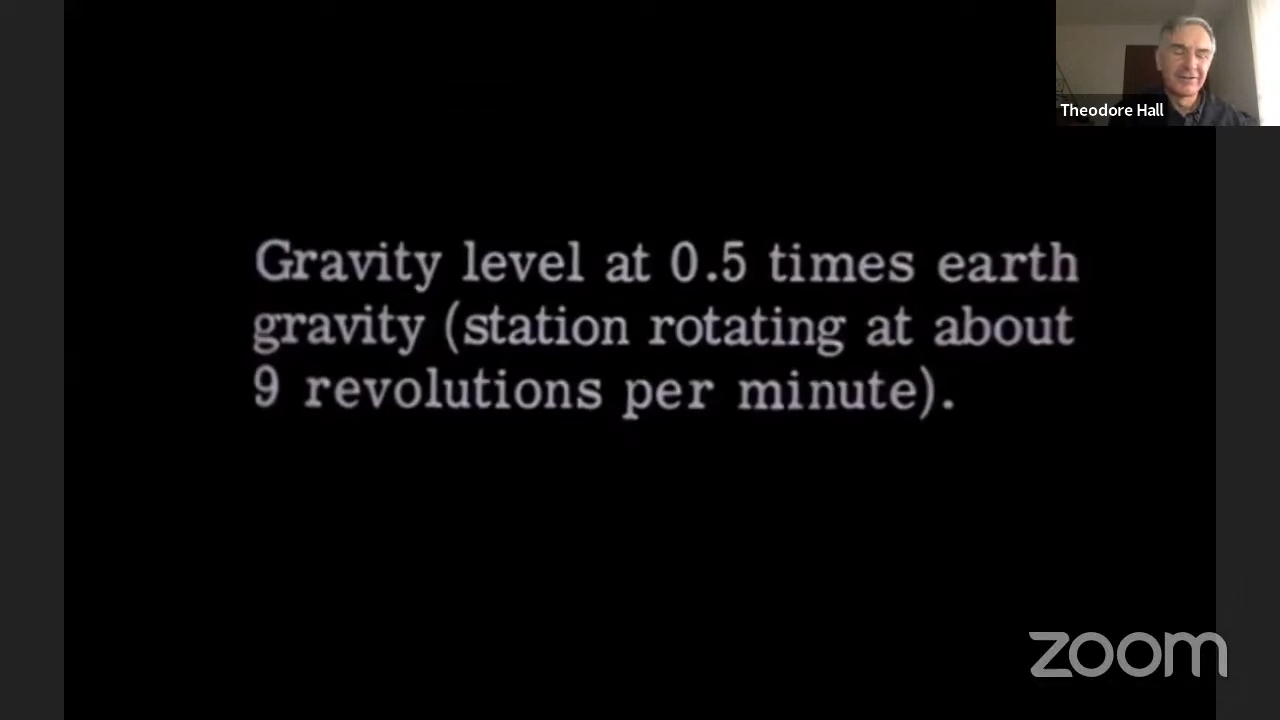 Theodore Hall
Gravity level at 0.5 times earth
gravity (station rotating at about
9 revolutions per minute).
zoom